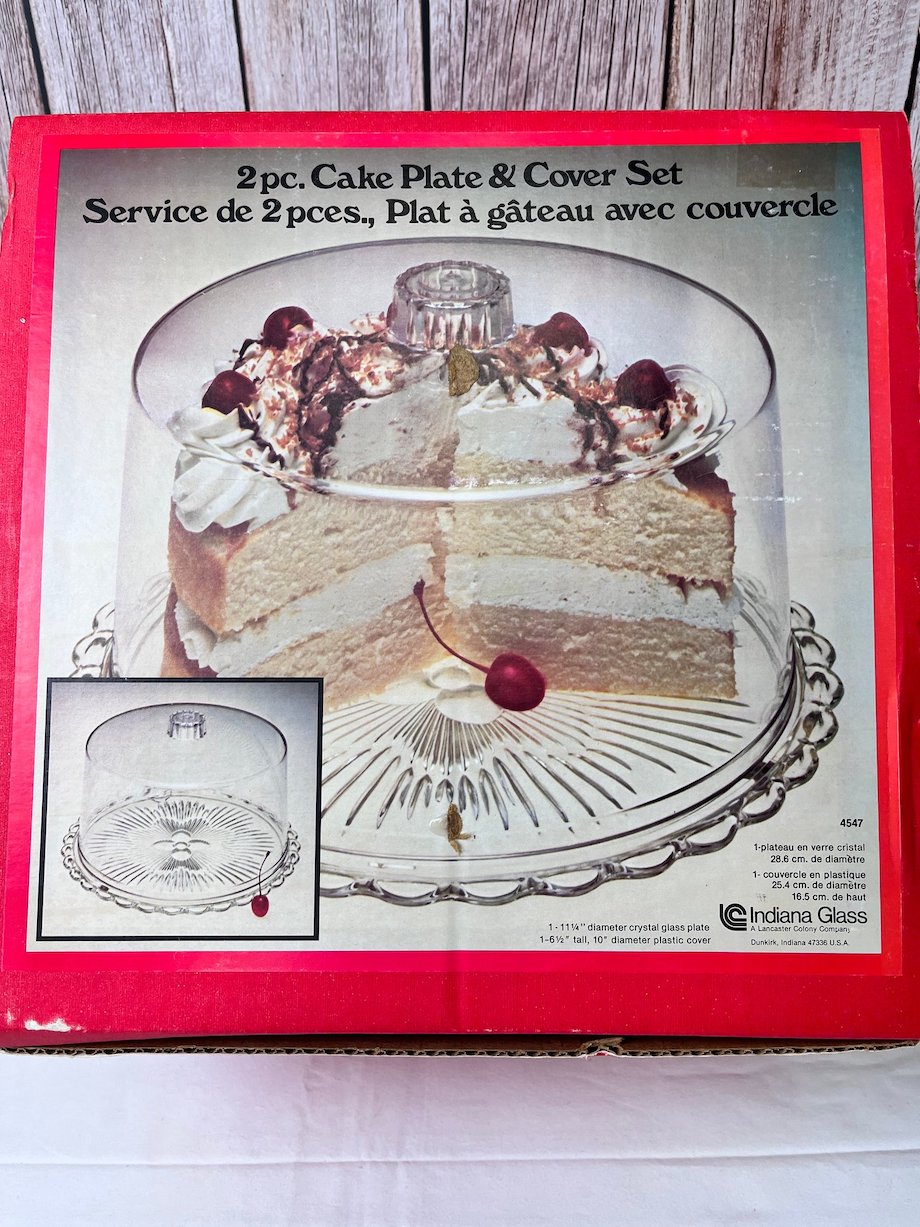 2pc. Cake Plate & Cover Set
Service de 2pces., Plat à gâteau avec couvercle
4547
1-plateau en verre cristal
28.6 cm. de diamètre
1- couvercle en plastique
25.4 cm. de diamètre
16.5 cm. de haut
1 - 11¼" diameter crystal glass plate
1-6½" tall, 10" diameter plastic cover
Indiana Glass
A Lancaster Colony Company
Dunkirk, Indiana 47336 U.S.A.